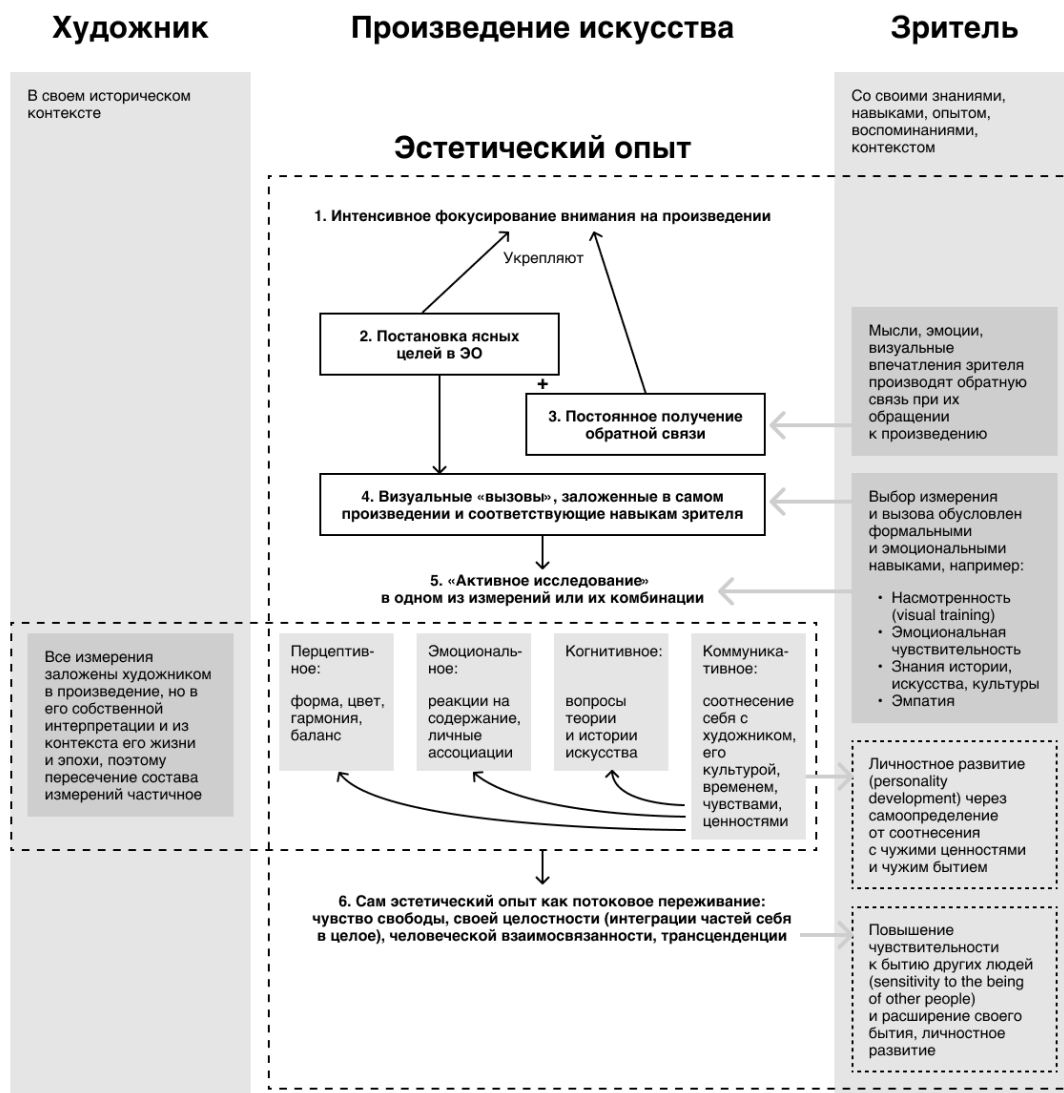 Художник
Произведение искусства
Зритель
В своем историческом
контексте
Со своими знаниями,
навыками, опытом,
воспоминаниями,
контекстом
Эстетический опыт
1. Интенсивное фокусирование внимания на произведении
Укрепляют
2. Постановка ясных
целей в ЭО
+
3. Постоянное получение
обратной связи
Мысли, эмоции,
визуальные
впечатления зрителя
производят обратную
связь при их
обращении
к произведению
4. Визуальные «вызовы», заложенные в самом
произведении и соответствующие навыкам зрителя
5. «Активное исследование»
в одном из измерений или их комбинации
Выбор измерения
и вызова обусловлен
формальными
и эмоциональными
навыками, например:
• Насмотренность
(visual training)
• Эмоциональная
чувствительность
• Знания истории,
искусства, культуры
• Эмпатия
Все измерения
заложены художником
в произведение, но в
его собственной
интерпретации и из
контекста его жизни
и эпохи, поэтому
пересечение состава
измерений частичное
Перцептив-
ное:
форма, цвет,
гармония,
баланс
Эмоциональ-
ное:
реакции на
содержание,
личные
ассоциации
Когнитивное:
вопросы
теории
и истории
искусства
Коммуника-
тивное:
соотнесение
себя с
художником,
его
культурой,
временем,
чувствами,
ценностями
Личностное развитие
(personality
development) через
самоопределение
от соотнесения
с чужими ценностями
и чужим бытием
6. Сам эстетический опыт как потоковое переживание:
чувство свободы, своей целостности (интеграции частей себя
в целое), человеческой взаимосвязанности, трансценденции
Повышение
чувствительности
к бытию других людей
(sensitivity to the being
of other people)
и расширение своего
бытия, личностное
развитие